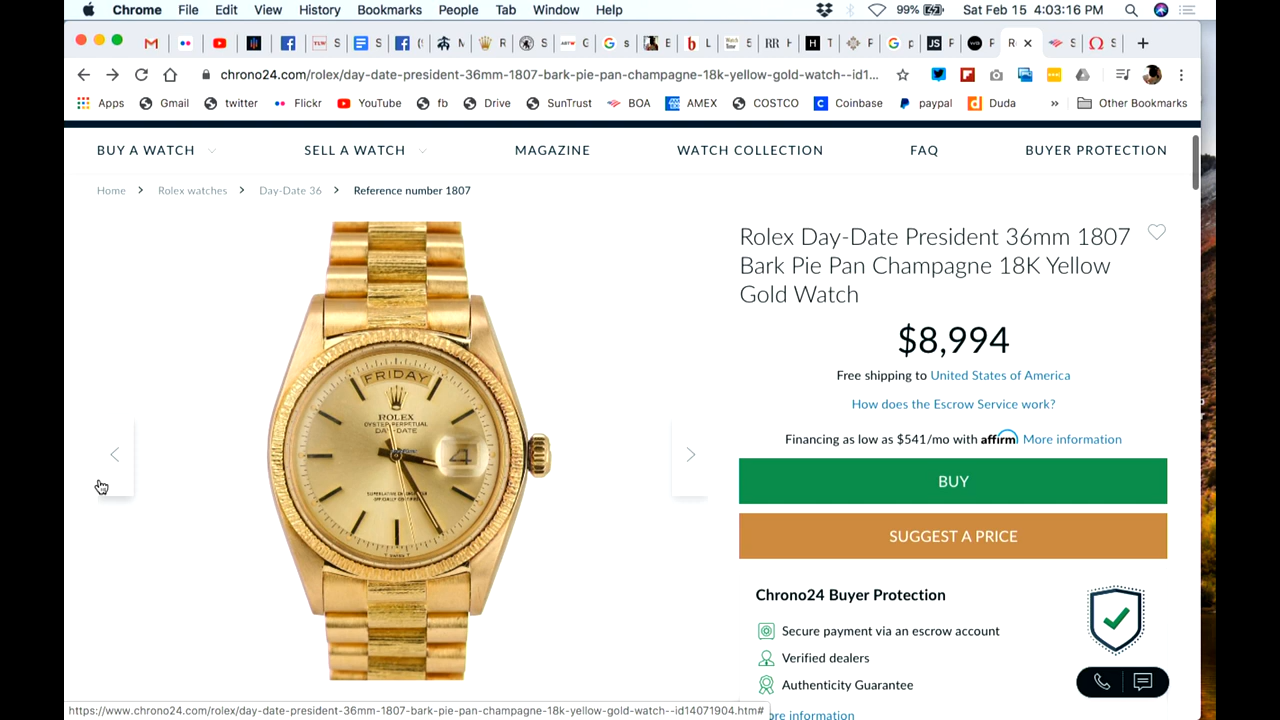 Chrome File Edit View History Bookmarks People Tab Window Help 99% Sat Feb 15 4:03:16 PM
chrono24.com/rolex/day-date-president-36mm-1807-bark-pie-pan-champagne-18k-yellow-gold-watch--id1...
Apps Gmail twitter Flickr YouTube fb Drive SunTrust BOA AMEX COSTCO Coinbase paypal Duda » Other Bookmarks
BUY A WATCH SELL A WATCH MAGAZINE WATCH COLLECTION FAQ BUYER PROTECTION
Home > Rolex watches > Day-Date 36 > Reference number 1807
Rolex Day-Date President 36mm 1807
Bark Pie Pan Champagne 18K Yellow
Gold Watch
$8,994
Free shipping to United States of America
How does the Escrow Service work?
Financing as low as $541/mo with affirm More information
BUY
SUGGEST A PRICE
Chrono24 Buyer Protection
Secure payment via an escrow account
Verified dealers
Authenticity Guarantee
ore information
FRIDAY
ROLEX
OYSTER PERPETUAL
DAY-DATE
4
https://www.chrono24.com/rolex/day-date-president-36mm-1807-bark-pie-pan-champagne-18k-yellow-gold-watch--id14071904.htm#